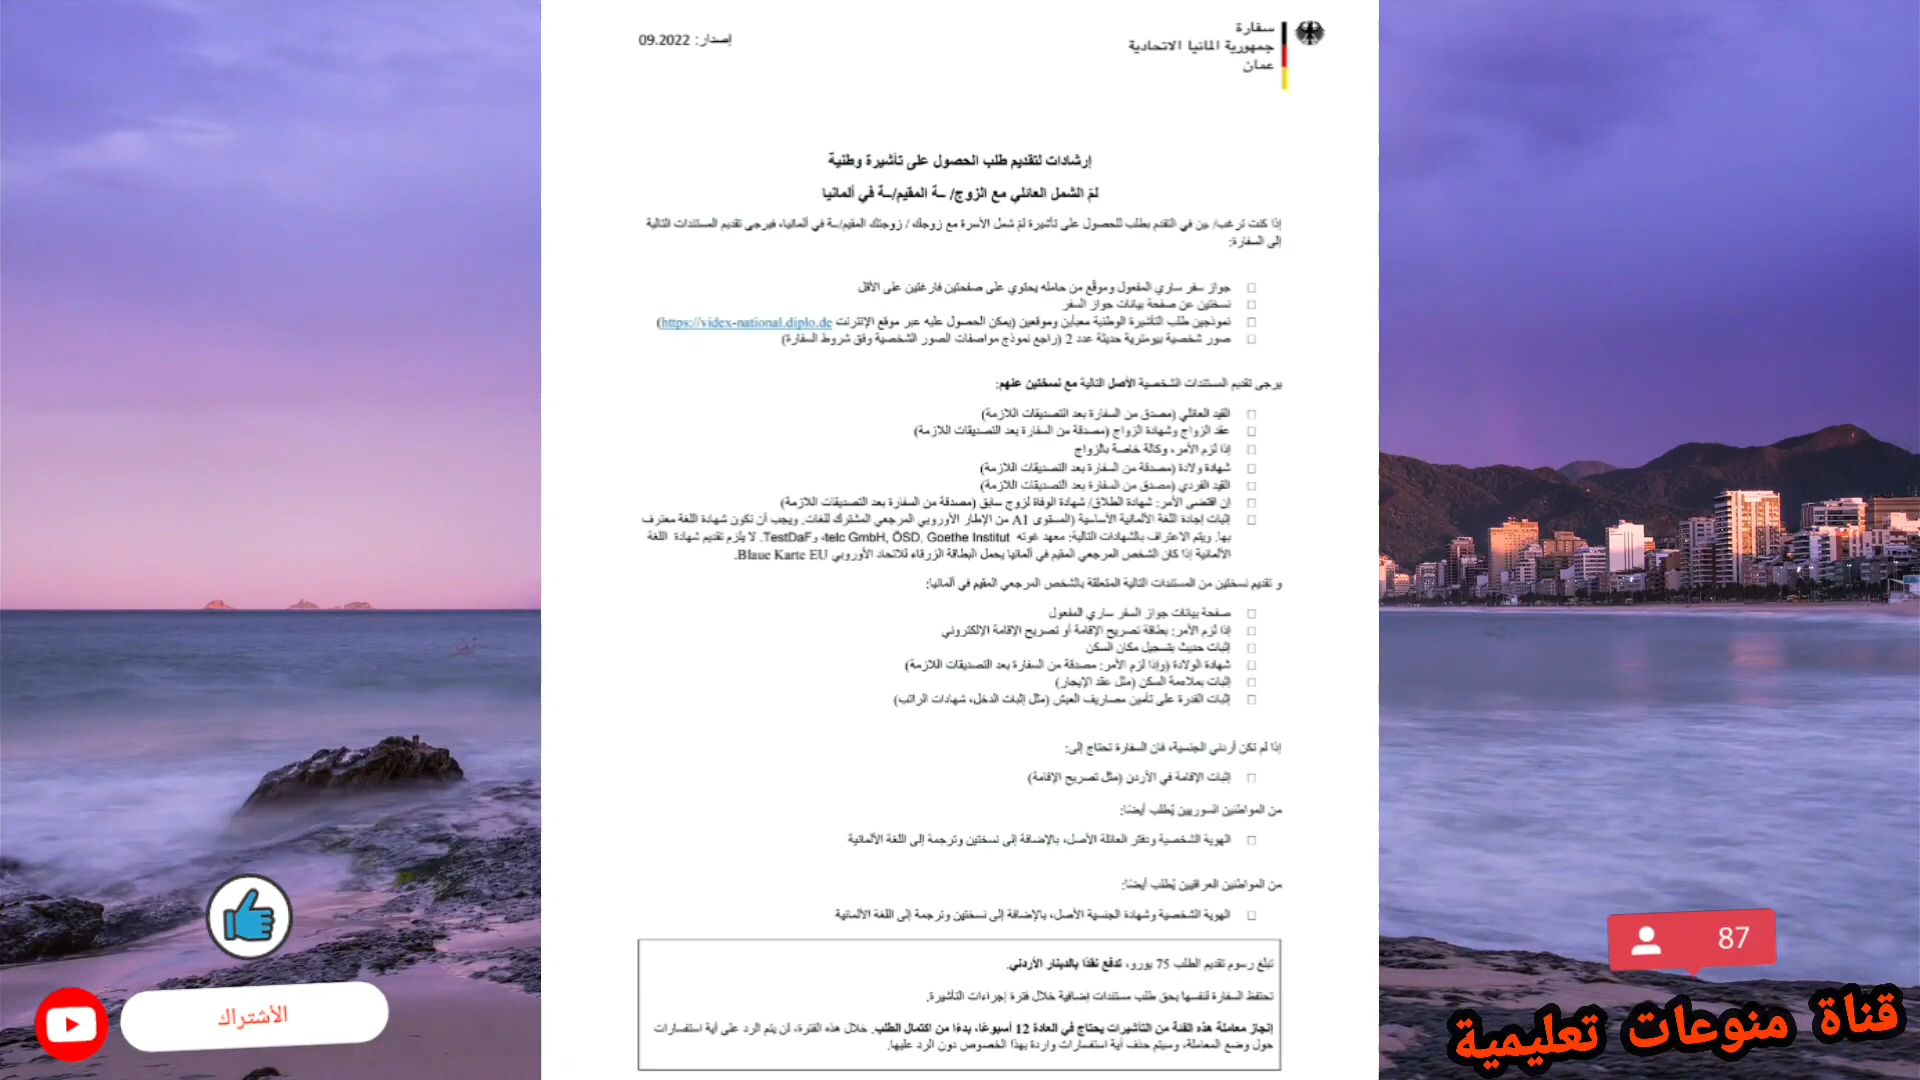 سفارة
جمهورية المانيا الاتحادية
عمان
إصدار: 09.2022
إرشادات لتقديم طلب الحصول على تأشيرة وطنية
لمّ الشمل العائلي مع الزوج/ ـة المقيم/ـة في ألمانيا
إذا كنت ترغب/ ين في التقدم بطلب للحصول على تأشيرة لمّ شمل الأسرة مع زوجك / زوجتك المقيم/ـة في ألمانيا، فيرجى تقديم المستندات التالية
إلى السفارة:
□ جواز سفر ساري المفعول وموقّع من حامله يحتوي على صفحتين فارغتين على الأقل
□ نسختين عن صفحة بيانات جواز السفر
□ نموذجين طلب التأشيرة الوطنية معبأين وموقعين (يمكن الحصول عليه عبر موقع الإنترنت https://videx-national.diplo.de)
□ صور شخصية بيومترية حديثة عدد 2 (راجع نموذج مواصفات الصور الشخصية وفق شروط السفارة)
يرجى تقديم المستندات الشخصية الأصل التالية مع نسختين عنهم:
□ القيد العائلي (مصدق من السفارة بعد التصديقات اللازمة)
□ عقد الزواج وشهادة الزواج (مصدقة من السفارة بعد التصديقات اللازمة)
□ إذا لزم الأمر، وكالة خاصة بالزواج
□ شهادة ولادة (مصدقة من السفارة بعد التصديقات اللازمة)
□ القيد الفردي (مصدق من السفارة بعد التصديقات اللازمة)
□ إن اقتضى الأمر: شهادة الطلاق/ شهادة الوفاة لزوج سابق (مصدقة من السفارة بعد التصديقات اللازمة)
□ إثبات إجادة اللغة الألمانية الأساسية (المستوى A1 من الإطار الأوروبي المرجعي المشترك للغات. ويجب أن تكون شهادة اللغة معترف
بها. ويتم الاعتراف بالشهادات التالية: معهد غوته telc GmbH, ÖSD, Goethe Institut، وTestDaF. لا يلزم تقديم شهادة اللغة
الألمانية إذا كان الشخص المرجعي المقيم في ألمانيا يحمل البطاقة الزرقاء للاتحاد الأوروبي Blaue Karte EU.
و تقديم نسختين من المستندات التالية المتعلقة بالشخص المرجعي المقيم في ألمانيا:
□ صفحة بيانات جواز السفر ساري المفعول
□ إذا لزم الأمر: بطاقة تصريح الإقامة أو تصريح الإقامة الإلكتروني
□ إثبات حديث بتسجيل مكان السكن
□ شهادة الولادة (وإذا لزم الأمر: مصدقة من السفارة بعد التصديقات اللازمة)
□ إثبات بملاءمة السكن (مثل عقد الإيجار)
□ إثبات القدرة على تأمين مصاريف العيش (مثل إثبات الدخل، شهادات الراتب)
إذا لم تكن أردني الجنسية، فان السفارة تحتاج إلى:
□ إثبات الإقامة في الأردن (مثل تصريح الإقامة)
من المواطنين السوريين يُطلب أيضًا:
□ الهوية الشخصية ودفتر العائلة الأصل، بالإضافة إلى نسختين وترجمة إلى اللغة الألمانية
من المواطنين العراقيين يُطلب أيضًا:
□ الهوية الشخصية وشهادة الجنسية الأصل، بالإضافة إلى نسختين وترجمة إلى اللغة الألمانية
تبلغ رسوم تقديم الطلب 75 يورو، تدفع نقدًا بالدينار الأردني.
تحتفظ السفارة لنفسها بحق طلب مستندات إضافية خلال فترة إجراءات التأشيرة.
إنجاز معاملة هذه الفئة من التأشيرات يحتاج في العادة 12 أسبوعًا، بدءًا من اكتمال الطلب. خلال هذه الفترة، لن يتم الرد على أية استفسارات
حول وضع المعاملة، وسيتم حذف أية استفسارات واردة بهذا الخصوص دون الرد عليها.
الأشتراك
87
قناة منوعات تعليمية